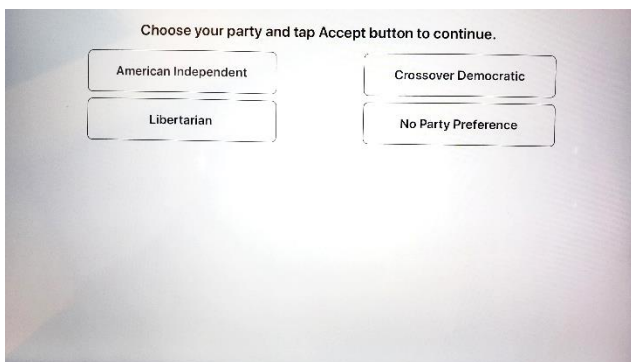 Choose your party and tap Accept button to continue.
American Independent
Crossover Democratic
Libertarian
No Party Preference